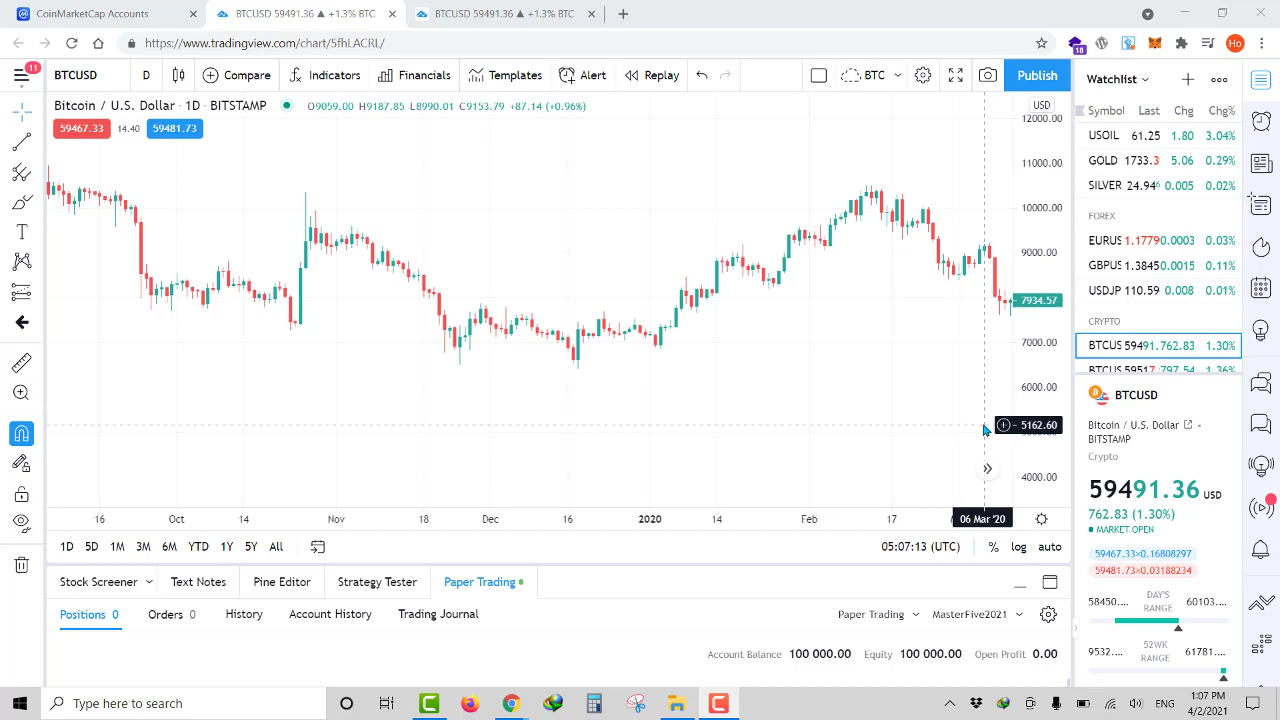 CoinMarketCap Accounts
BTCUSD 59491.36 ▲ +1.3% BTC
BTCUSD 59491.36 ▲ +1.3% BTC
https://www.tradingview.com/chart/5fhLACRL/
18
Ho
11
BTCUSD D Compare Indicators Financials Templates Alert Replay BTC Publish
Watchlist
Bitcoin / U.S. Dollar · 1D · BITSTAMP O9059.00 H9187.85 L8990.01 C9153.79 +87.14 (+0.96%)
59467.33 14.40 59481.73
USD
12000.00
11000.00
10000.00
9000.00
7934.57
7000.00
6000.00
5162.60
4000.00
16 Oct 14 Nov 18 Dec 16 2020 14 Feb 17 06 Mar '20
1D 5D 1M 3M 6M YTD 1Y 5Y All
05:07:13 (UTC) % log auto
Symbol Last Chg Chg%
USOIL 61.25 1.80 3.04%
GOLD 1733.3 5.06 0.29%
SILVER 24.946 0.005 0.02%
FOREX
EURUS 1.1779 0.0003 0.03%
GBPUS 1.3845 0.0015 0.11%
USDJP 110.59 0.008 0.01%
CRYPTO
BTCUS 59491. 762.83 1.30%
BTCUS 59517. 797.54 1.36%
BTCUSD
Bitcoin / U.S. Dollar -
BITSTAMP
Crypto
59491.36 USD
762.83 (1.30%)
MARKET OPEN
59467.33×0.16808297
59481.73×0.03188234
58450.... DAY'S RANGE 60103....
9532.... 52WK RANGE 61781....
Stock Screener Text Notes Pine Editor Strategy Tester Paper Trading
Positions 0 Orders 0 History Account History Trading Journal
Paper Trading MasterFive2021
Account Balance 100 000.00 Equity 100 000.00 Open Profit 0.00
Type here to search
ENG
1:07 PM
4/2/2021